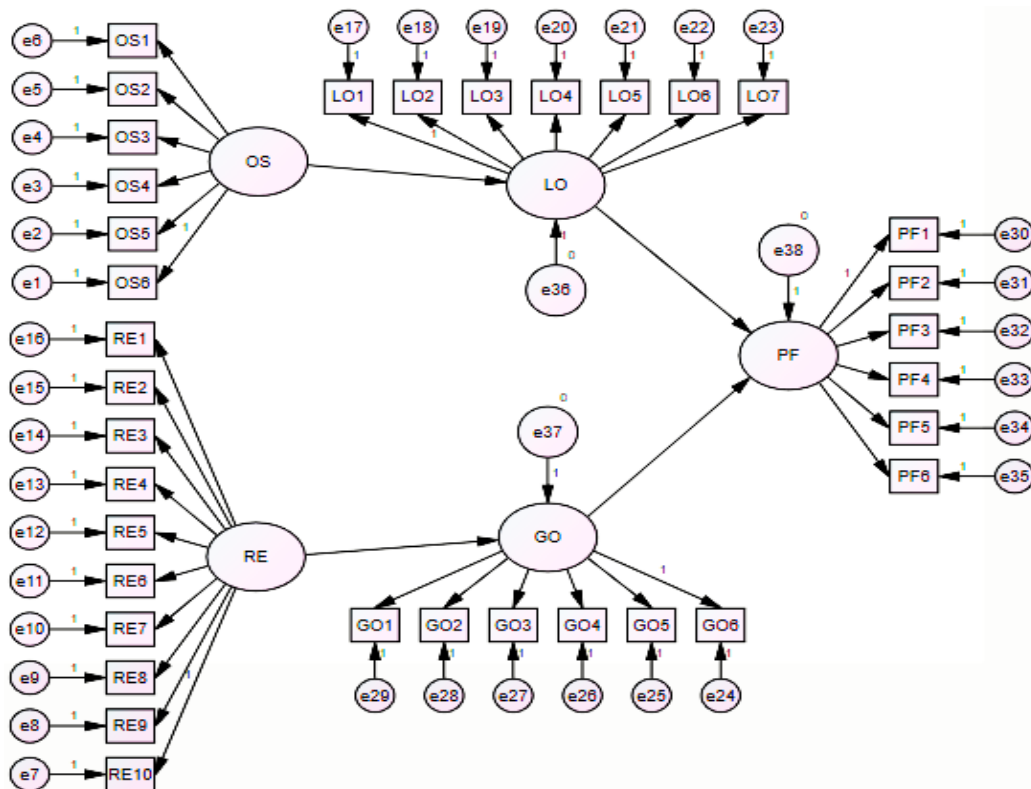 e17 e18 e19 e20 e21 e22 e23
1 1 1 1 1 1 1
LO1 LO2 LO3 LO4 LO5 LO6 LO7
1
e6 1 OS1
e5 1 OS2
e4 1 OS3
e3 1 OS4
e2 1 OS5
1
e1 1 OS6
OS
LO
1
0
e36
e16 1 RE1
e15 1 RE2
e14 1 RE3
e13 1 RE4
e12 1 RE5
e11 1 RE6
e10 1 RE7
e9 1 RE8
1
e8 1 RE9
e7 1 RE10
RE
0
e37
1
GO
1
GO1 GO2 GO3 GO4 GO5 GO6
1 1 1 1 1 1
e29 e28 e27 e26 e25 e24
0
e38
1
PF
1
PF1 1 e30
PF2 1 e31
PF3 1 e32
PF4 1 e33
PF5 1 e34
PF6 1 e35